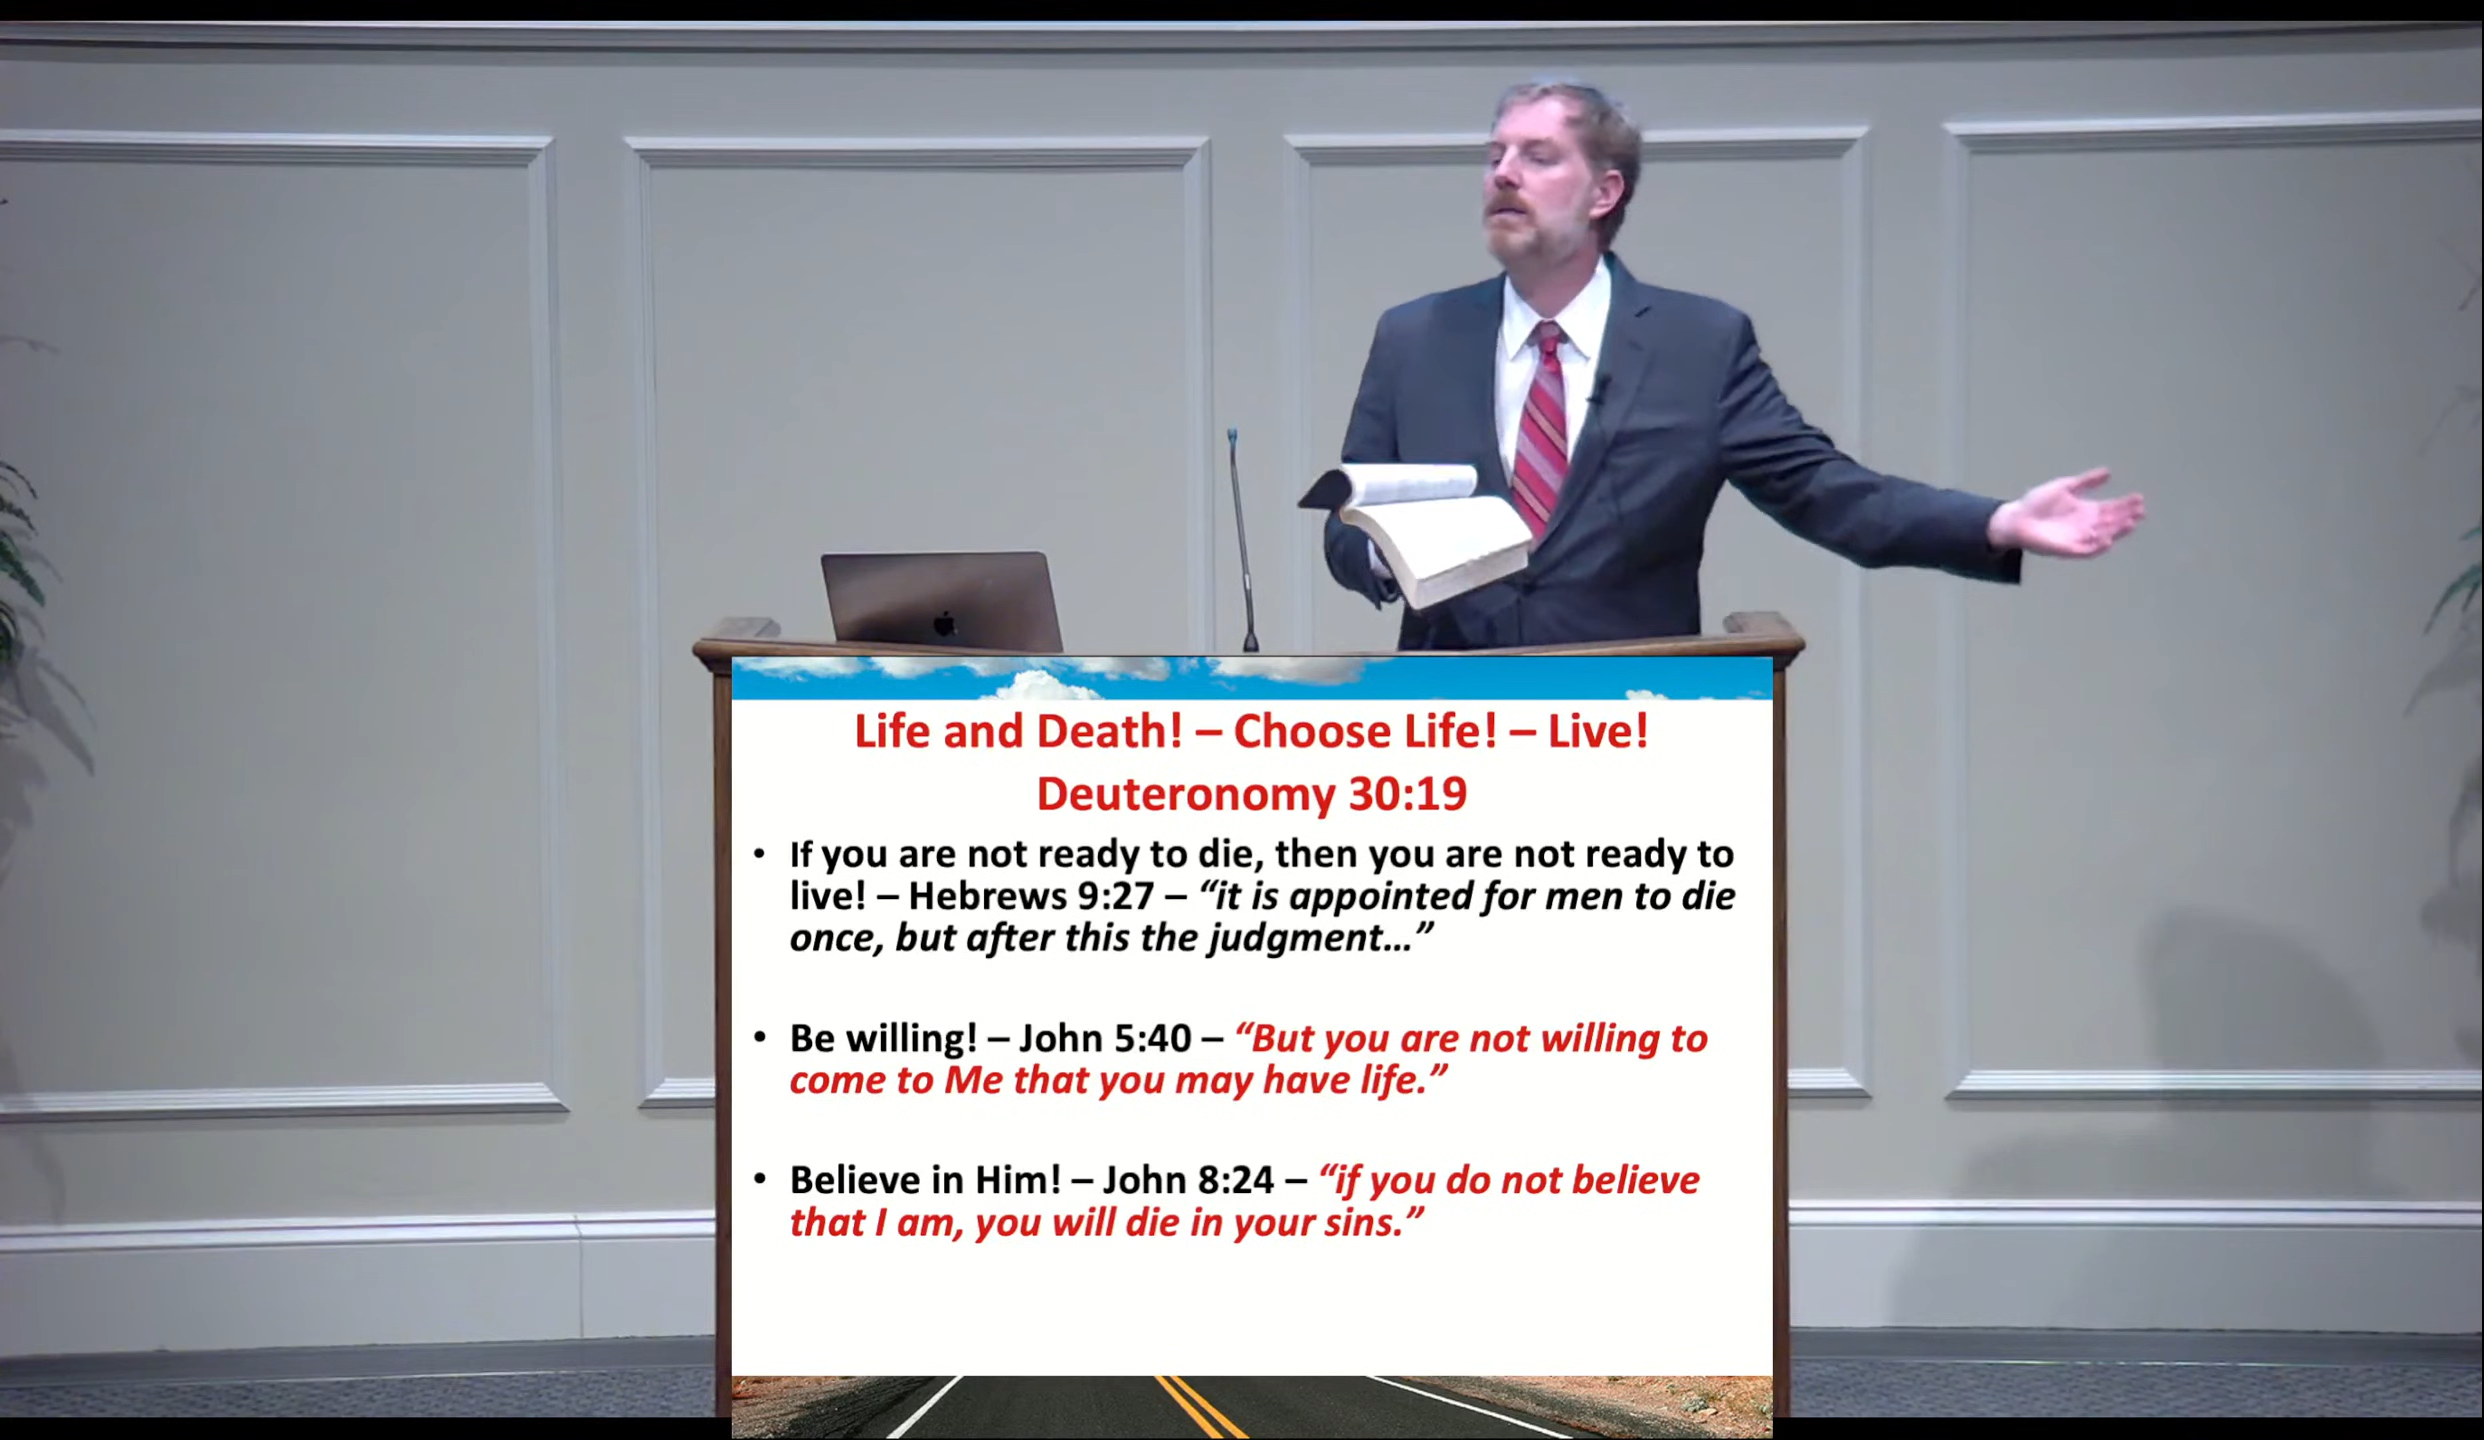 Life and Death! – Choose Life! – Live!
Deuteronomy 30:19
• If you are not ready to die, then you are not ready to
live! – Hebrews 9:27 – “it is appointed for men to die
once, but after this the judgment…”
• Be willing! – John 5:40 – “But you are not willing to
come to Me that you may have life.”
• Believe in Him! – John 8:24 – “if you do not believe
that I am, you will die in your sins.”